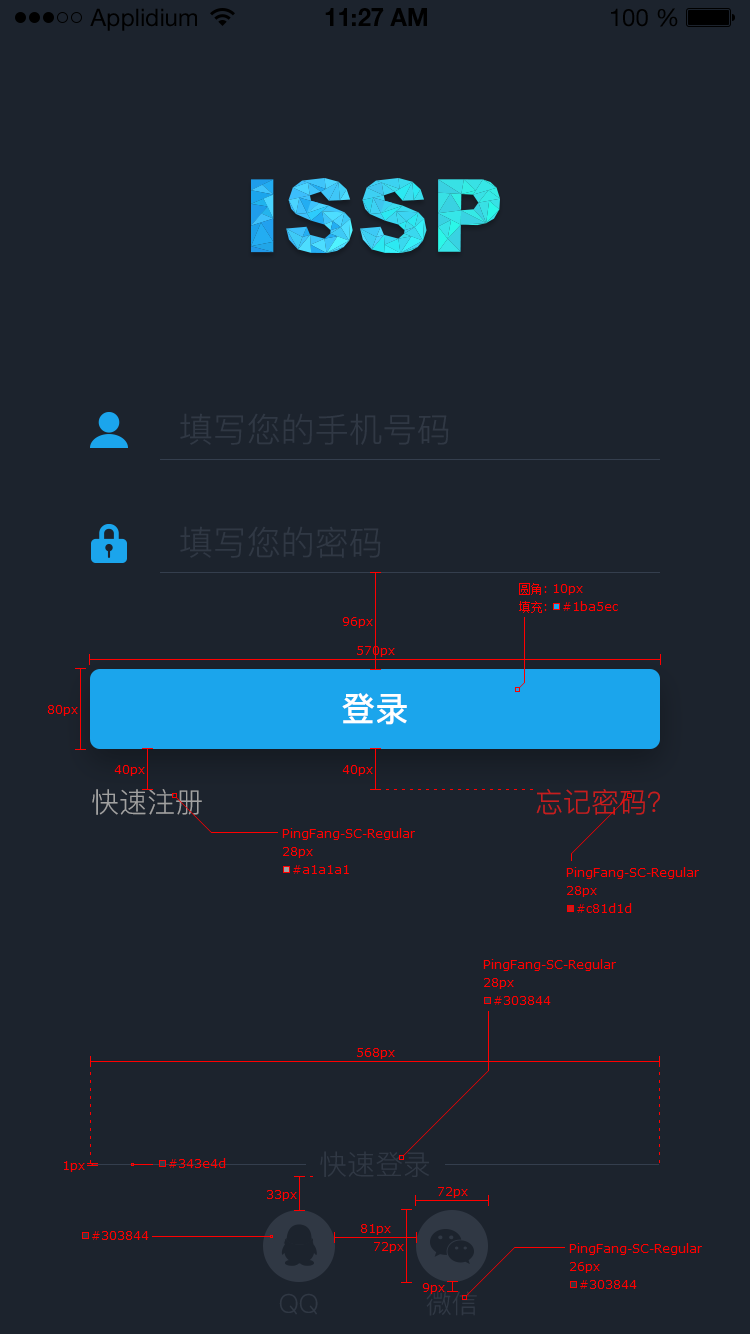 Applidium 11:27 AM 100 %
ISSP
填写您的手机号码
填写您的密码
圆角: 10px
填充: #1ba5ec
96px
570px
80px
登录
40px
40px
快速注册
忘记密码?
PingFang-SC-Regular
28px
#a1a1a1
PingFang-SC-Regular
28px
#c81d1d
PingFang-SC-Regular
28px
#303844
568px
1px
#343e4d
快速登录
33px
72px
#303844
81px
72px
PingFang-SC-Regular
26px
#303844
9px
QQ
微信